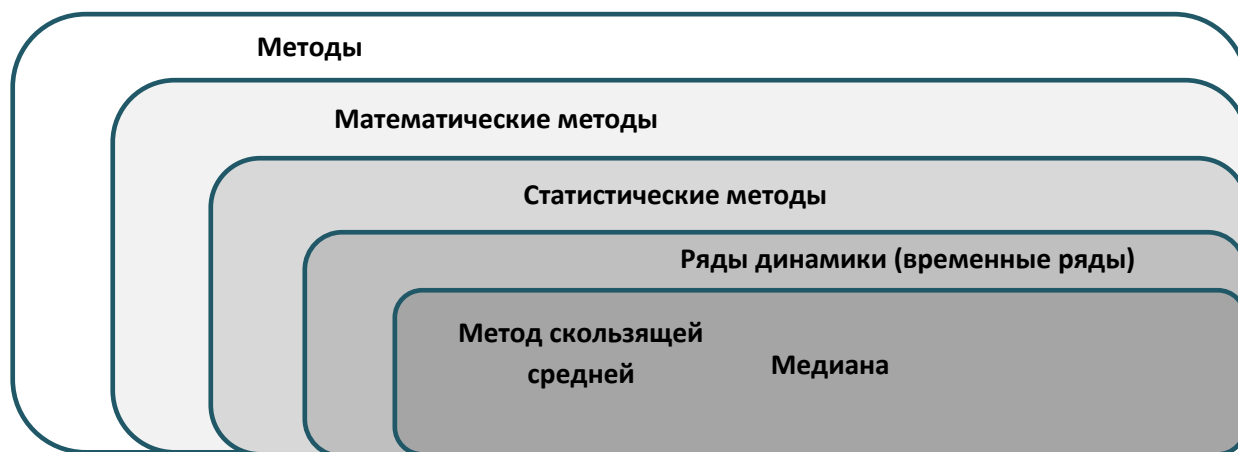 Методы
Математические методы
Статистические методы
Ряды динамики (временные ряды)
Метод скользящей
средней
Медиана